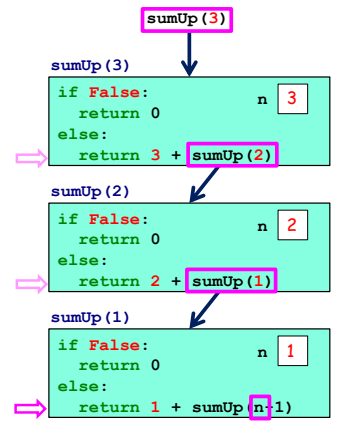 sumUp(3)
sumUp(3)
if False:
return 0
else:
return 3 + sumUp(2)
n 3
sumUp(2)
if False:
return 0
else:
return 2 + sumUp(1)
n 2
sumUp(1)
if False:
return 0
else:
return 1 + sumUp(n-1)
n 1